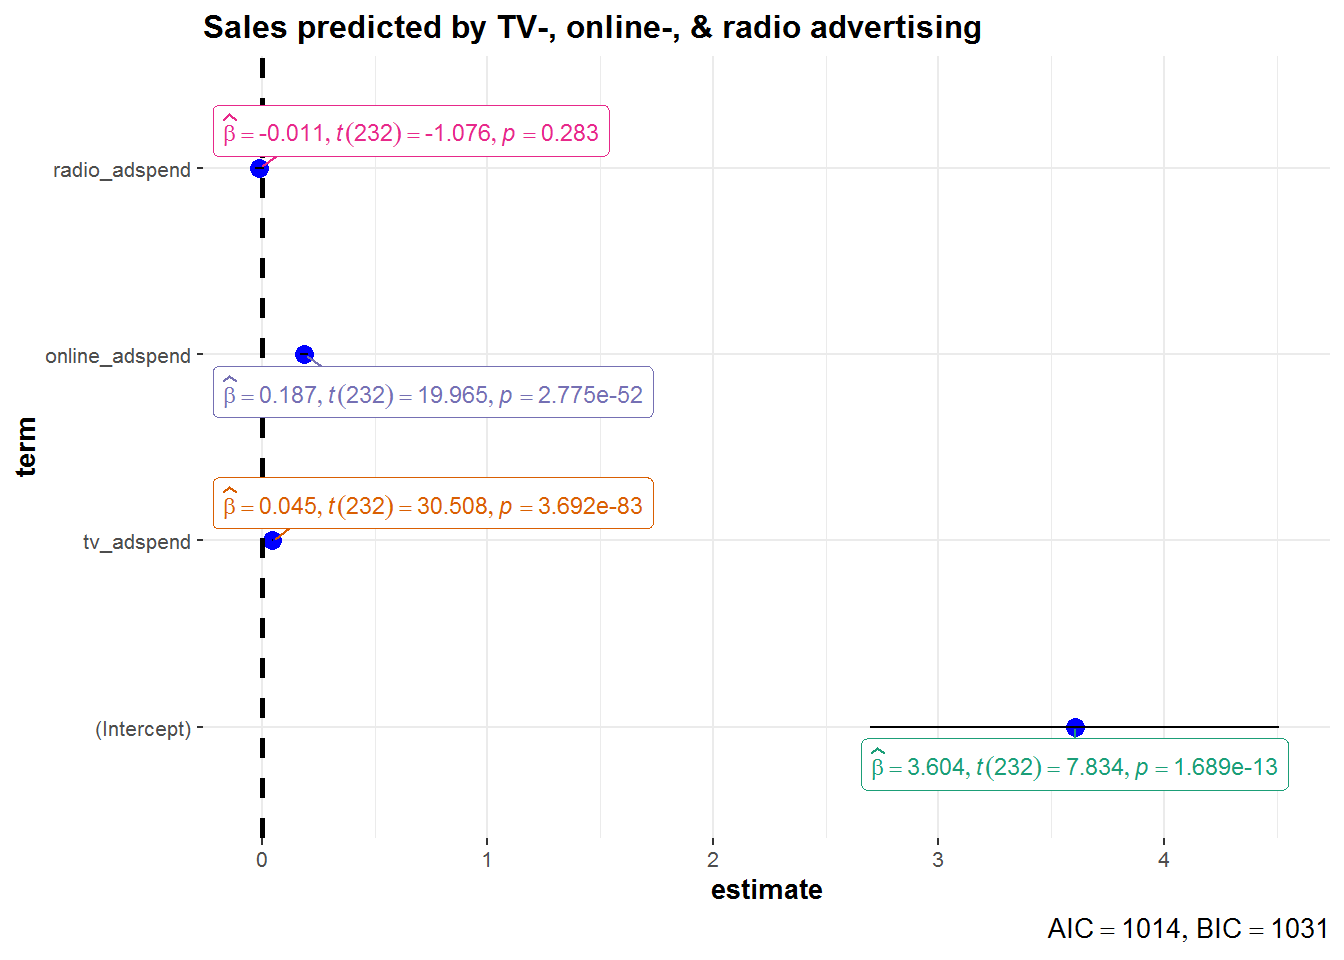 Sales predicted by TV-, online-, & radio advertising
β̂ = -0.011, t(232) = -1.076, p = 0.283
radio_adspend
online_adspend
β̂ = 0.187, t(232) = 19.965, p = 2.775e-52
term
β̂ = 0.045, t(232) = 30.508, p = 3.692e-83
tv_adspend
(Intercept)
β̂ = 3.604, t(232) = 7.834, p = 1.689e-13
0 1 2 3 4
estimate
AIC = 1014, BIC = 1031